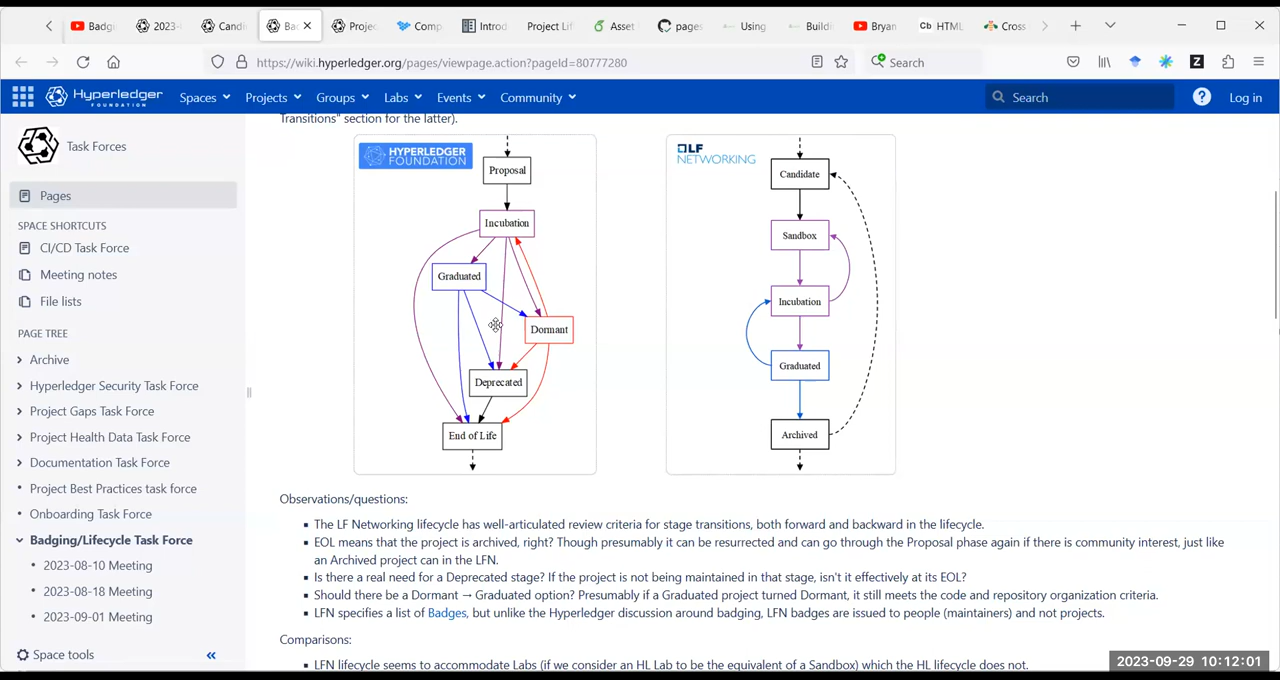 Badge
2023-
Candi
Ba
Projec
Comp
Introd
Project Life
Asset
pages
Using
Buildi
Bryan
Cb HTML
Cross
https://wiki.hyperledger.org/pages/viewpage.action?pageId=80777280
Search
HYPERLEDGER
FOUNDATION
Spaces
Projects
Groups
Labs
Events
Community
Search
Log in
Task Forces
Pages
SPACE SHORTCUTS
CI/CD Task Force
Meeting notes
File lists
PAGE TREE
Archive
Hyperledger Security Task Force
Project Gaps Task Force
Project Health Data Task Force
Documentation Task Force
Project Best Practices task force
Onboarding Task Force
Badging/Lifecycle Task Force
2023-08-10 Meeting
2023-08-18 Meeting
2023-09-01 Meeting
Space tools
Transitions" section for the latter).
HYPERLEDGER
FOUNDATION
Proposal
Incubation
Graduated
Dormant
Deprecated
End of Life
LF
NETWORKING
Candidate
Sandbox
Incubation
Graduated
Archived
Observations/questions:
The LF Networking lifecycle has well-articulated review criteria for stage transitions, both forward and backward in the lifecycle.
EOL means that the project is archived, right? Though presumably it can be resurrected and can go through the Proposal phase again if there is community interest, just like
an Archived project can in the LFN.
Is there a real need for a Deprecated stage? If the project is not being maintained in that stage, isn't it effectively at its EOL?
Should there be a Dormant → Graduated option? Presumably if a Graduated project turned Dormant, it still meets the code and repository organization criteria.
LFN specifies a list of Badges, but unlike the Hyperledger discussion around badging, LFN badges are issued to people (maintainers) and not projects.
Comparisons:
LFN lifecycle seems to accommodate Labs (if we consider an HL Lab to be the equivalent of a Sandbox) which the HL lifecycle does not.
2023-09-29 10:12:01